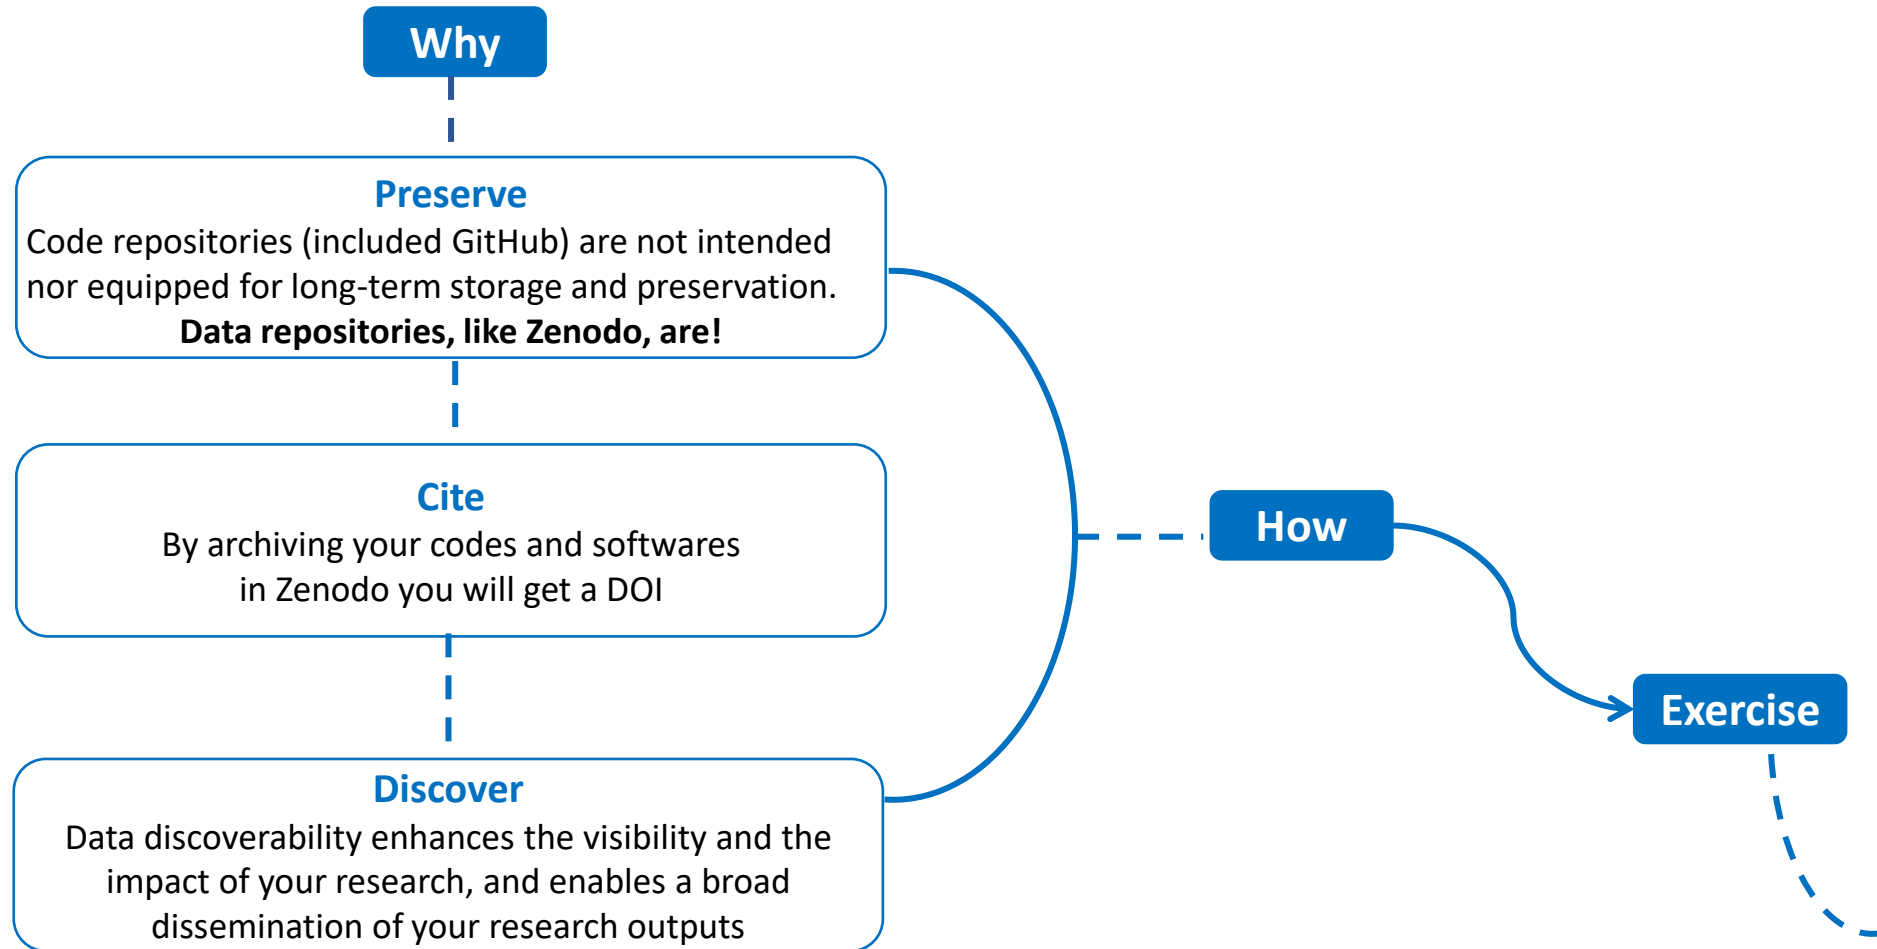 Why
Preserve
Code repositories (included GitHub) are not intended
nor equipped for long-term storage and preservation.
Data repositories, like Zenodo, are!
Cite
By archiving your codes and softwares
in Zenodo you will get a DOI
Discover
Data discoverability enhances the visibility and the
impact of your research, and enables a broad
dissemination of your research outputs
How
Exercise